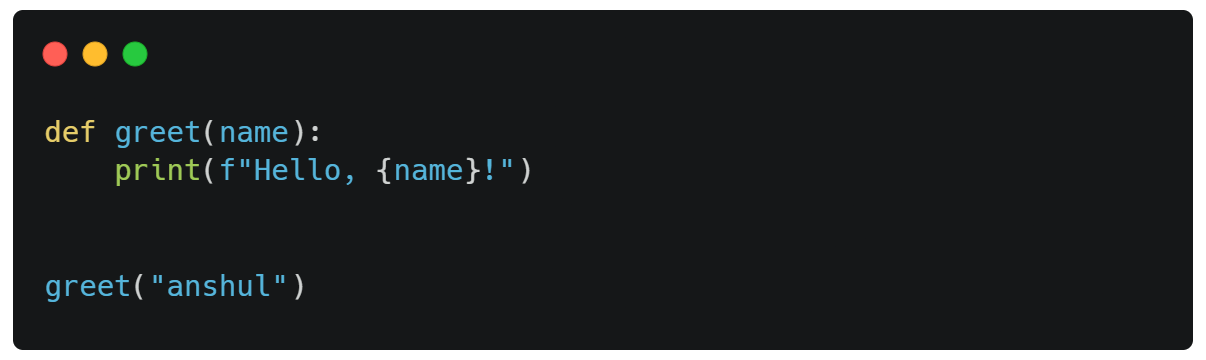 def greet(name):
    print(f"Hello, {name}!")
greet("anshul")